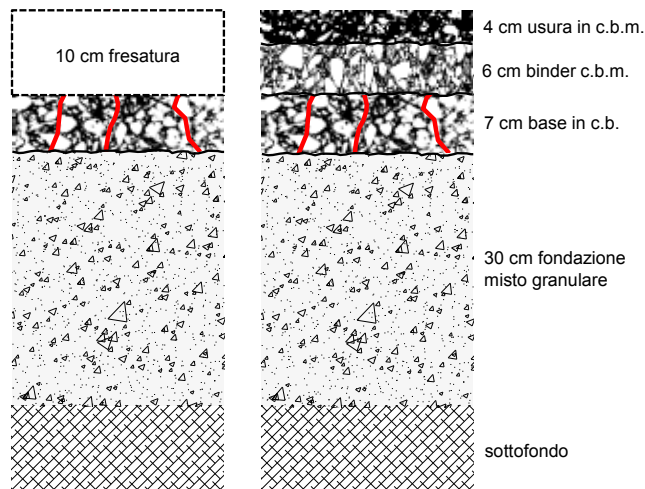 10 cm fresatura
4 cm usura in c.b.m.
6 cm binder c.b.m.
7 cm base in c.b.
30 cm fondazione
misto granulare
sottofondo